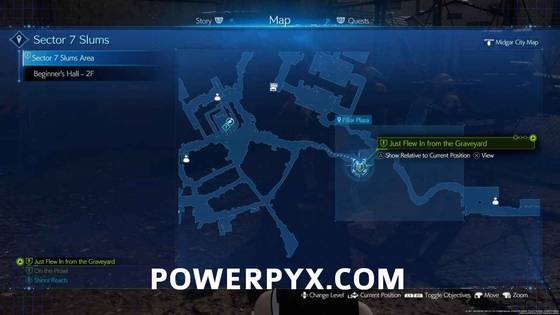 Story
Map
Quests
Sector 7 Slums
Midgar City Map
Sector 7 Slums Area
Beginner's Hall - 2F
Pillar Plaza
Just Flew In from the Graveyard
Show Relative to Current Position
View
Just Flew In from the Graveyard
On the Prowl
Shinra Reacts
POWERPYX.COM
Change Level
Current Position
Toggle Objectives
Move
Zoom